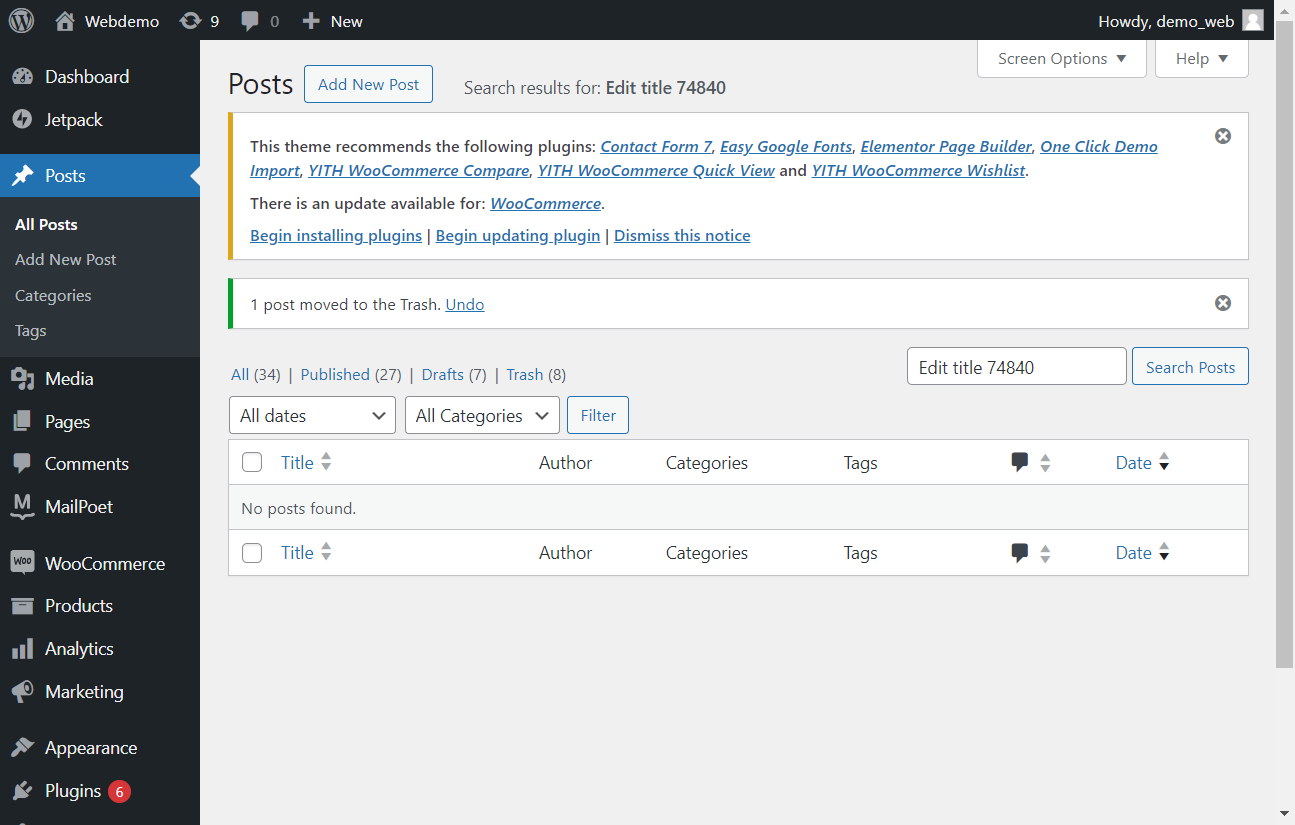 Webdemo
9
0
New
Howdy, demo_web
Dashboard
Jetpack
Posts
All Posts
Add New Post
Categories
Tags
Media
Pages
Comments
MailPoet
Woo WooCommerce
Products
Analytics
Marketing
Appearance
Plugins 6
Screen Options
Help
Posts
Add New Post
Search results for: Edit title 74840
This theme recommends the following plugins: Contact Form 7, Easy Google Fonts, Elementor Page Builder, One Click Demo
Import, YITH WooCommerce Compare, YITH WooCommerce Quick View and YITH WooCommerce Wishlist.
There is an update available for: WooCommerce.
Begin installing plugins | Begin updating plugin | Dismiss this notice
1 post moved to the Trash. Undo
All (34) | Published (27) | Drafts (7) | Trash (8)
Edit title 74840
Search Posts
All dates
All Categories
Filter
Title Author Categories Tags Date
No posts found.
Title Author Categories Tags Date